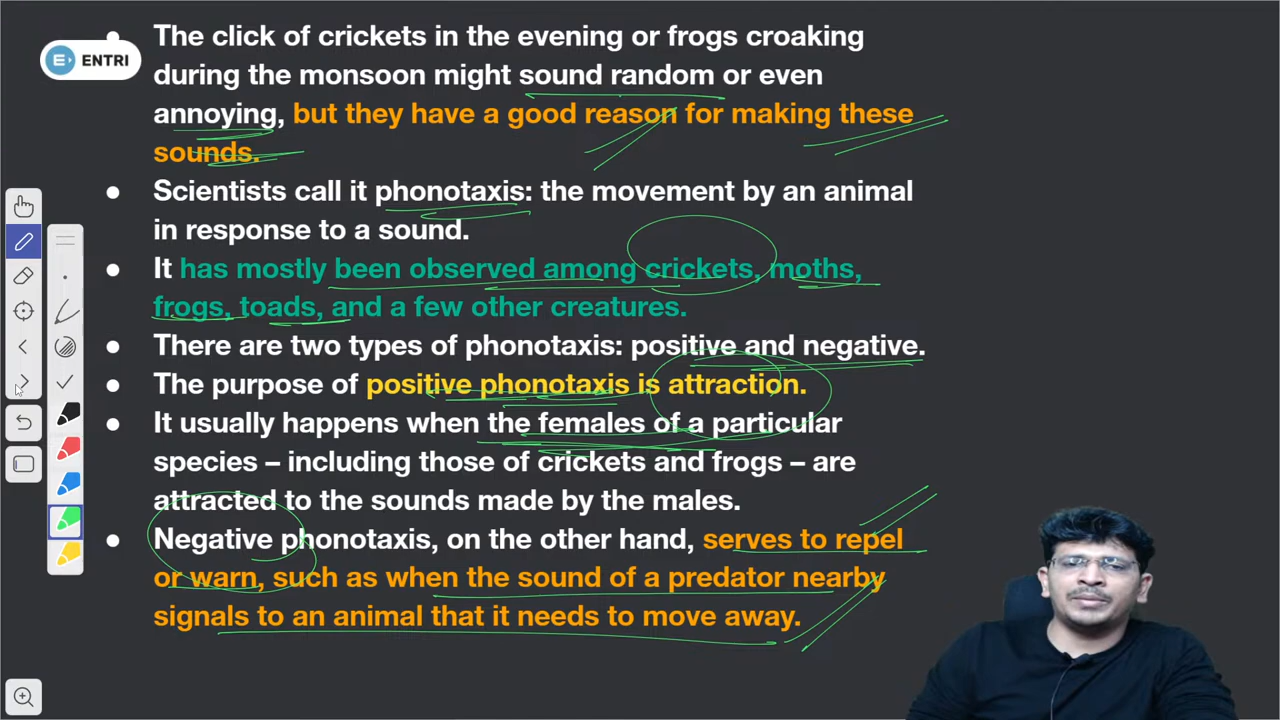 The click of crickets in the evening or frogs croaking
ENTRI
during the monsoon might sound random or even
annoying, but they have a good reason for making these
sounds.
Scientists call it phonotaxis: the movement by an animal
in response to a sound.
It has mostly been observed among crickets, moths,
frogs, toads, and a few other creatures.
There are two types of phonotaxis: positive and negative.
The purpose of positive phonotaxis is attraction.
It usually happens when the females of a particular
species – including those of crickets and frogs – are
attracted to the sounds made by the males.
Negative phonotaxis, on the other hand, serves to repel
or warn, such as when the sound of a predator nearby
signals to an animal that it needs to move away.